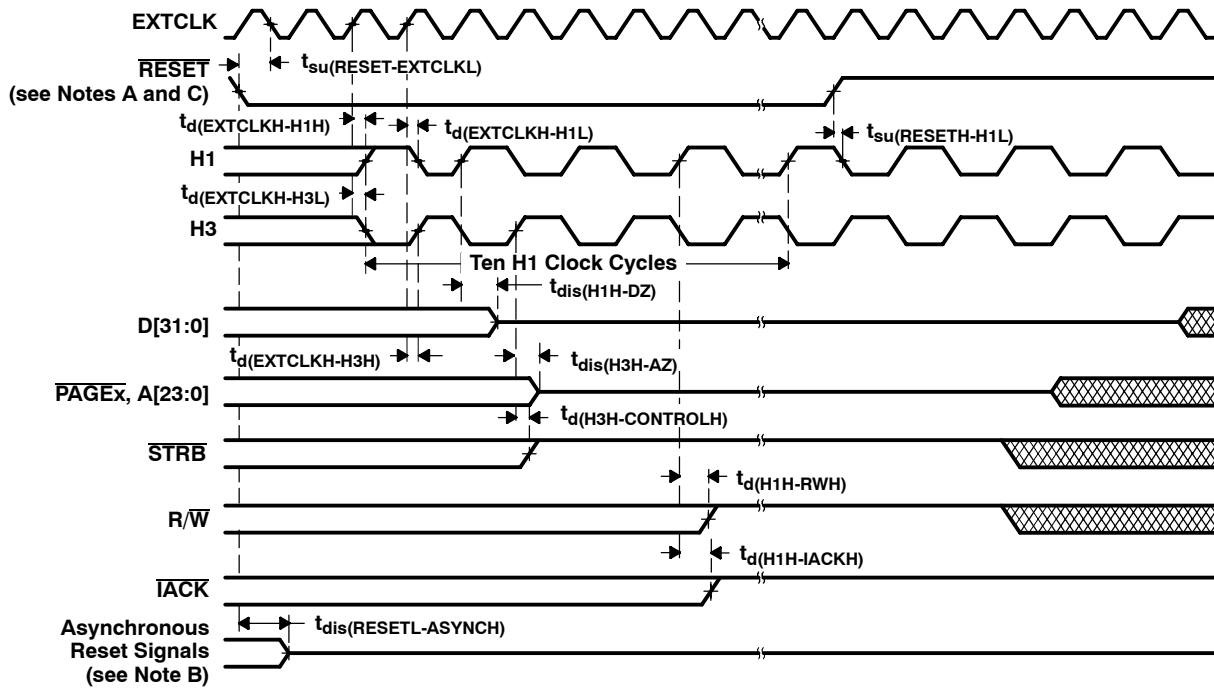 EXTCLK
tsu(RESET-EXTCLKL)
RESET
(see Notes A and C)
td(EXTCLKH-H1H)
td(EXTCLKH-H1L)
tsu(RESETH-H1L)
H1
td(EXTCLKH-H3L)
H3
Ten H1 Clock Cycles
tdis(H1H-DZ)
D[31:0]
td(EXTCLKH-H3H)
tdis(H3H-AZ)
PAGEx, A[23:0]
td(H3H-CONTROLH)
STRB
td(H1H-RWH)
R/W
td(H1H-IACKH)
IACK
Asynchronous
Reset Signals
(see Note B)
tdis(RESETL-ASYNCH)